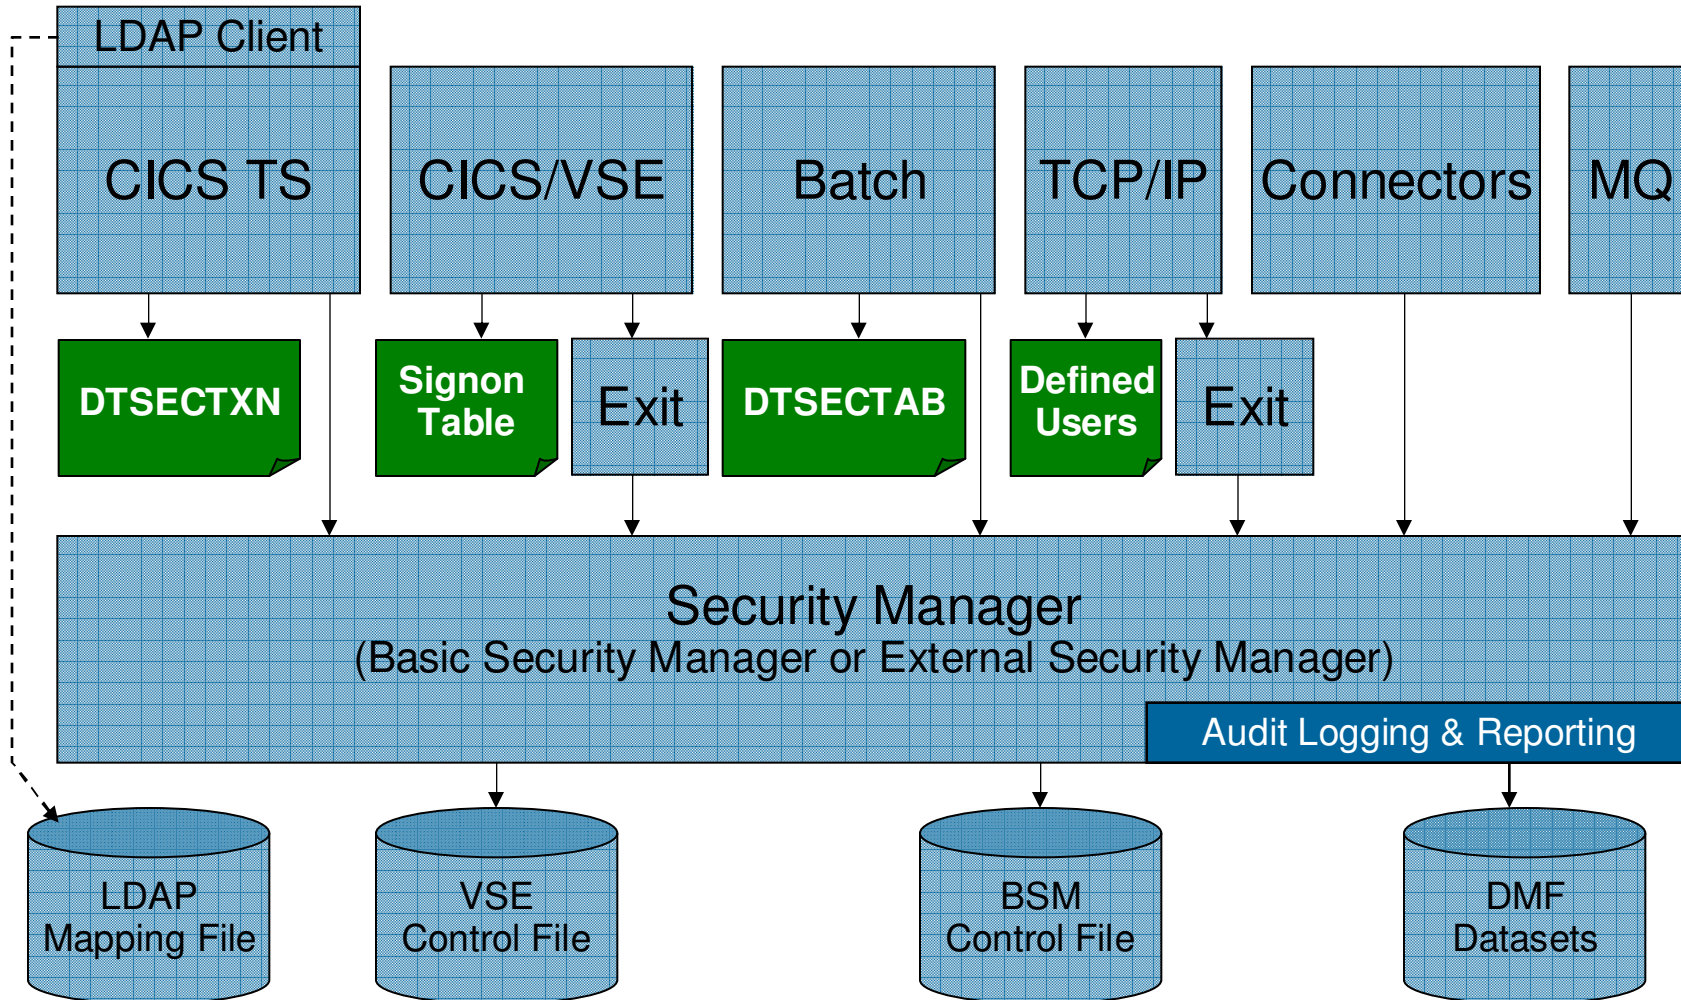 LDAP Client
CICS TS
CICS/VSE
Batch
TCP/IP
Connectors
MQ
DTSECTXN
Signon
Table
Exit
DTSECTAB
Defined
Users
Exit
Security Manager
(Basic Security Manager or External Security Manager)
Audit Logging & Reporting
LDAP
Mapping File
VSE
Control File
BSM
Control File
DMF
Datasets